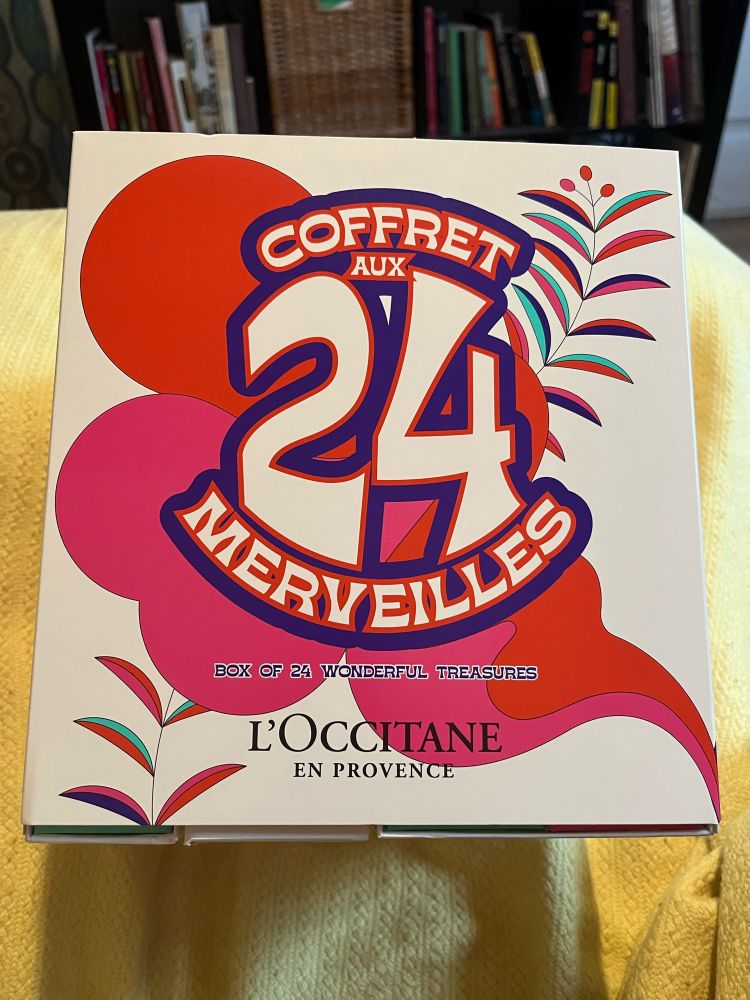 COFFRET
AUX
24
MERVEILLES
BOX OF 24 WONDERFUL TREASURES
L'OCCITANE
EN PROVENCE